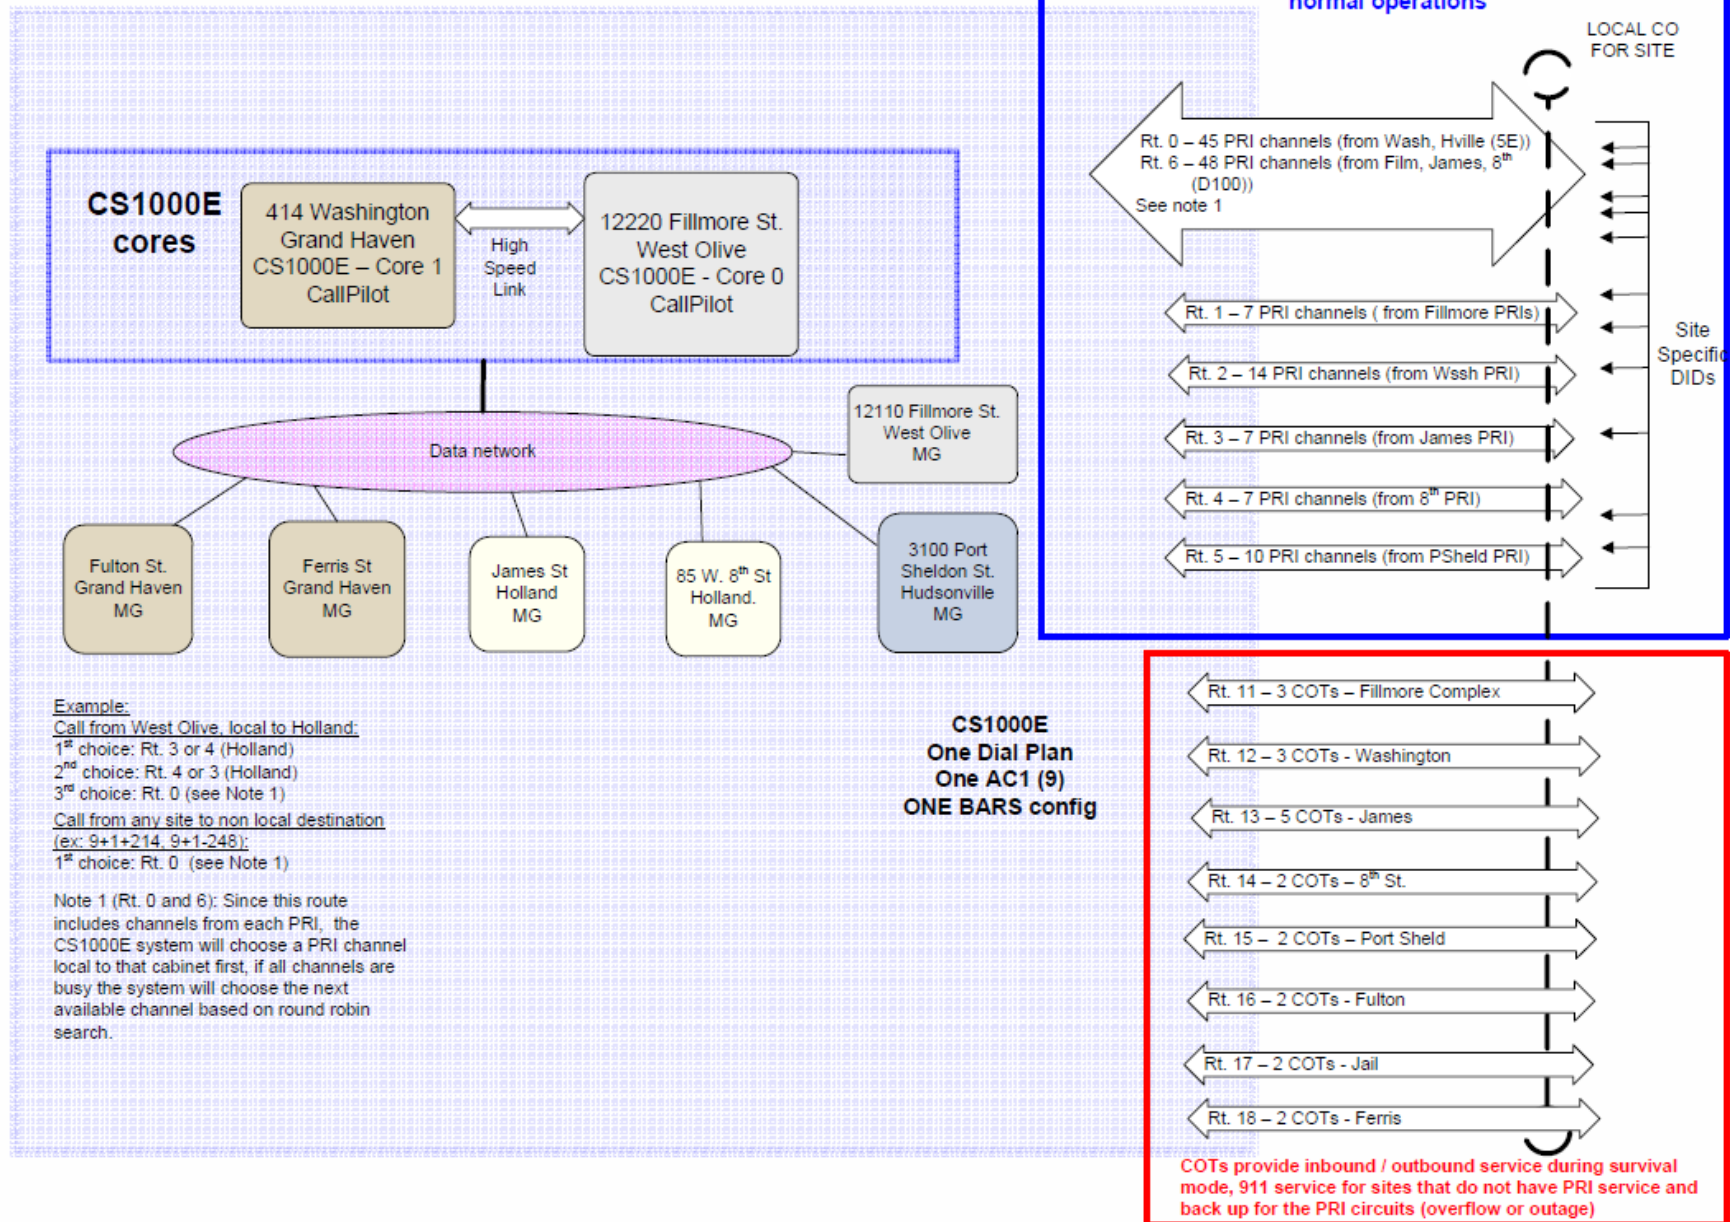 normal operations
LOCAL CO
FOR SITE
Rt. 0 – 45 PRI channels (from Wash, Hville (5E))
Rt. 6 – 48 PRI channels (from Film, James, 8th
(D100))
See note 1
CS1000E
cores
414 Washington
Grand Haven
CS1000E – Core 1
CallPilot
High
Speed
Link
12220 Fillmore St.
West Olive
CS1000E - Core 0
CallPilot
Rt. 1 – 7 PRI channels ( from Fillmore PRIs)
Rt. 2 – 14 PRI channels (from Wssh PRI)
Rt. 3 – 7 PRI channels (from James PRI)
Rt. 4 – 7 PRI channels (from 8th PRI)
Rt. 5 – 10 PRI channels (from PSheld PRI)
Site
Specific
DIDs
Data network
12110 Fillmore St.
West Olive
MG
Fulton St.
Grand Haven
MG
Ferris St
Grand Haven
MG
James St
Holland
MG
85 W. 8th St
Holland.
MG
3100 Port
Sheldon St.
Hudsonville
MG
Example:
Call from West Olive, local to Holland:
1st choice: Rt. 3 or 4 (Holland)
2nd choice: Rt. 4 or 3 (Holland)
3rd choice: Rt. 0 (see Note 1)
Call from any site to non local destination
(ex: 9+1+214, 9+1-248):
1st choice: Rt. 0 (see Note 1)
Note 1 (Rt. 0 and 6): Since this route
includes channels from each PRI, the
CS1000E system will choose a PRI channel
local to that cabinet first, if all channels are
busy the system will choose the next
available channel based on round robin
search.
CS1000E
One Dial Plan
One AC1 (9)
ONE BARS config
Rt. 11 – 3 COTs – Fillmore Complex
Rt. 12 – 3 COTs - Washington
Rt. 13 – 5 COTs - James
Rt. 14 – 2 COTs – 8th St.
Rt. 15 – 2 COTs – Port Sheld
Rt. 16 – 2 COTs - Fulton
Rt. 17 – 2 COTs - Jail
Rt. 18 – 2 COTs - Ferris
COTs provide inbound / outbound service during survival
mode, 911 service for sites that do not have PRI service and
back up for the PRI circuits (overflow or outage)